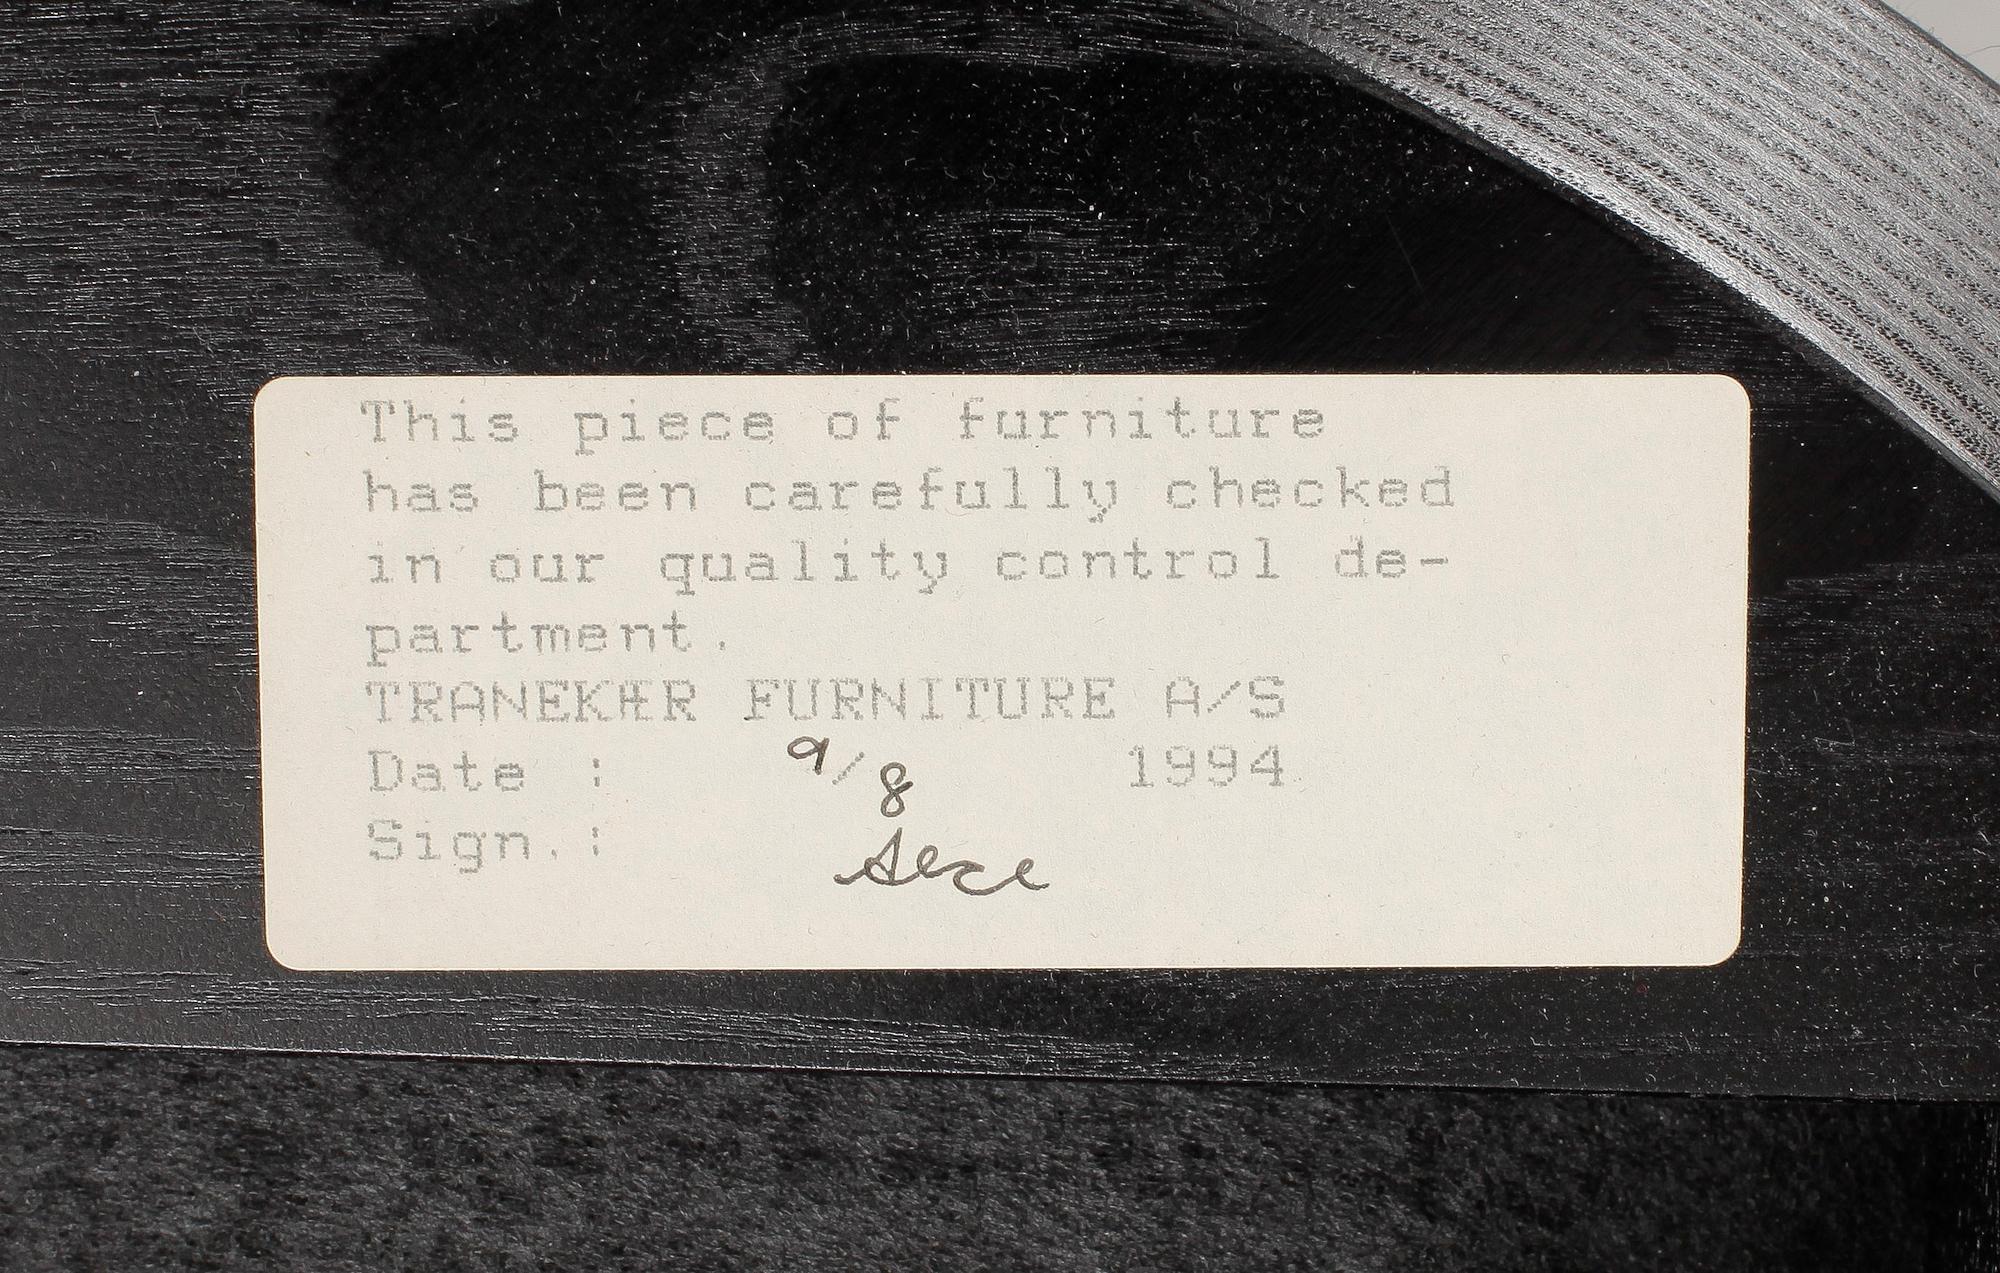 This piece of furniture
has been carefully checked
in our quality control de-
partment.
TRANEKÆR FURNITURE A/S
Date : 9/8 1994
Sign.: